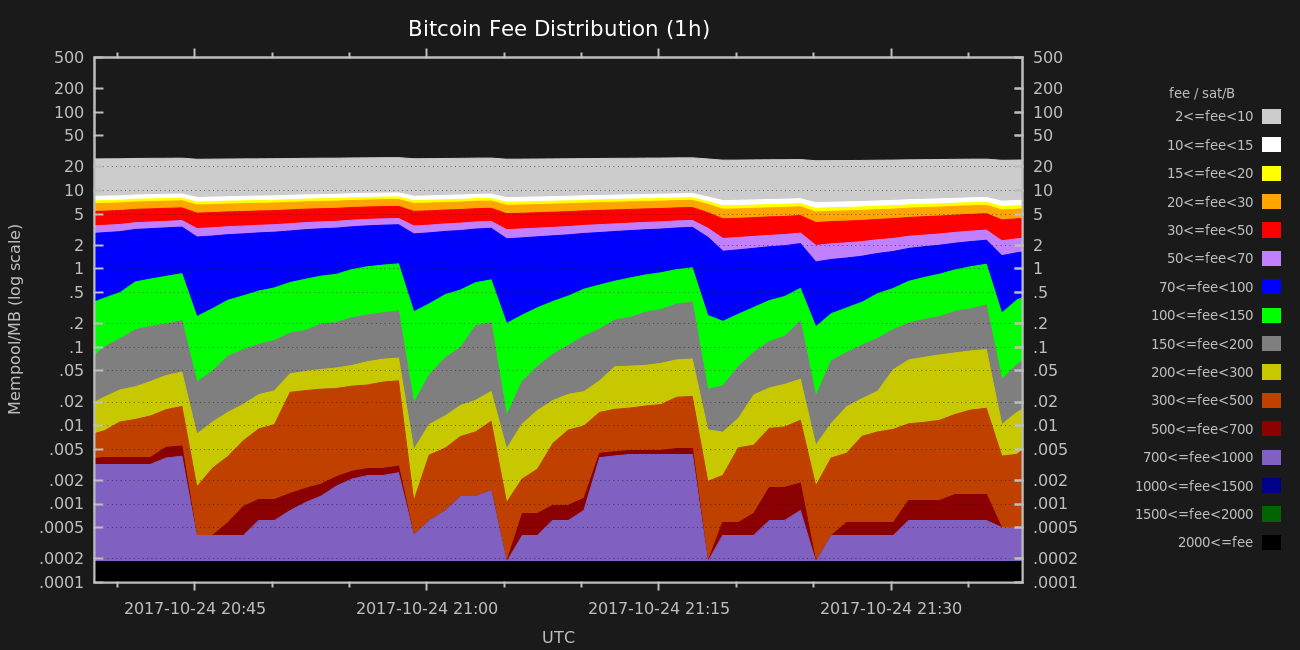 Bitcoin Fee Distribution (1h)
500 500
200 200
100 100
50 50
20 20
10 10
5 5
2 2
1 1
.5 .5
.2 .2
.1 .1
.05 .05
.02 .02
.01 .01
.005 .005
.002 .002
.001 .001
.0005 .0005
.0002 .0002
.0001 .0001
Mempool/MB (log scale)
2017-10-24 20:45 2017-10-24 21:00 2017-10-24 21:15 2017-10-24 21:30
UTC
fee / sat/B
2<=fee<10
10<=fee<15
15<=fee<20
20<=fee<30
30<=fee<50
50<=fee<70
70<=fee<100
100<=fee<150
150<=fee<200
200<=fee<300
300<=fee<500
500<=fee<700
700<=fee<1000
1000<=fee<1500
1500<=fee<2000
2000<=fee